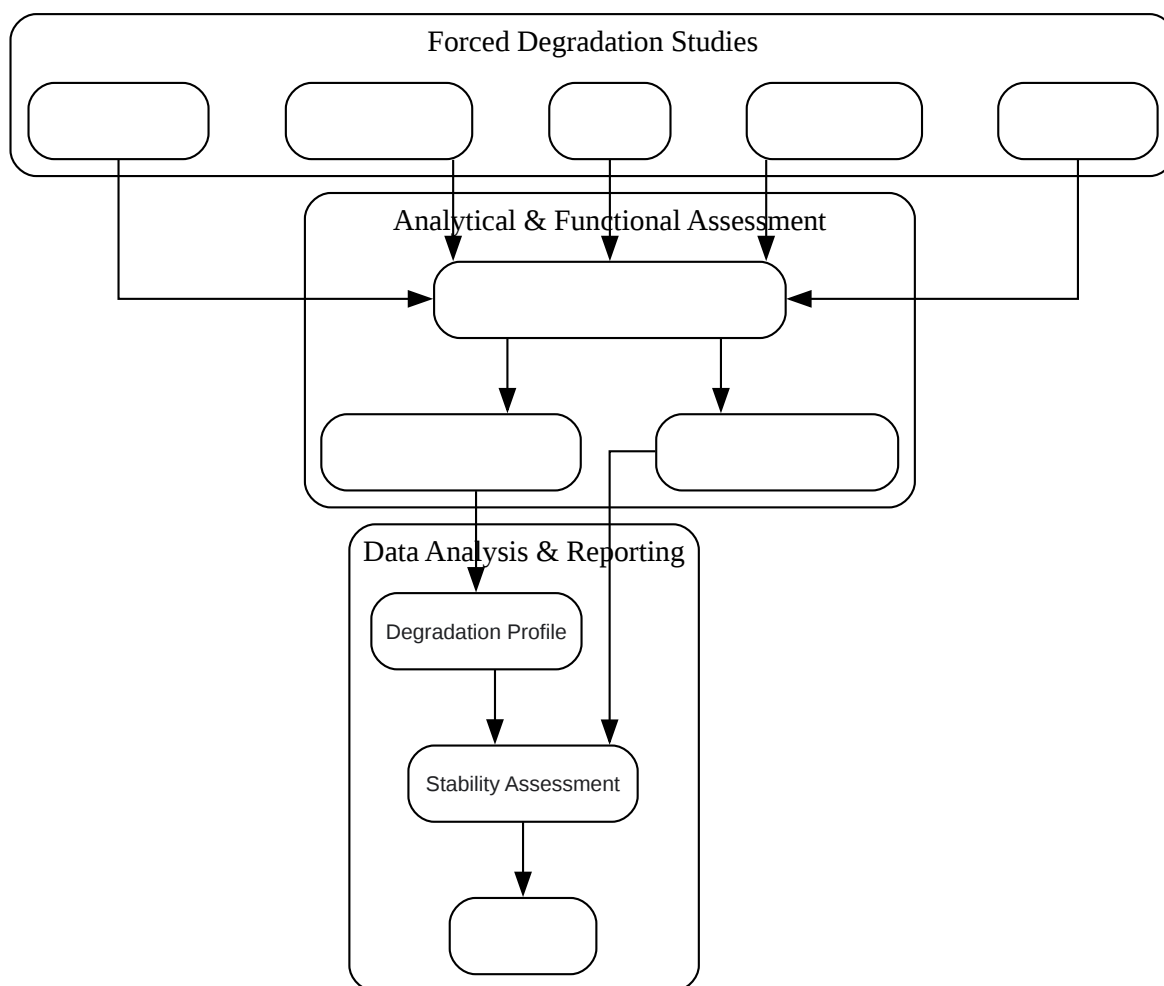 Forced Degradation Studies
Analytical & Functional Assessment
Data Analysis & Reporting
Degradation Profile
Stability Assessment